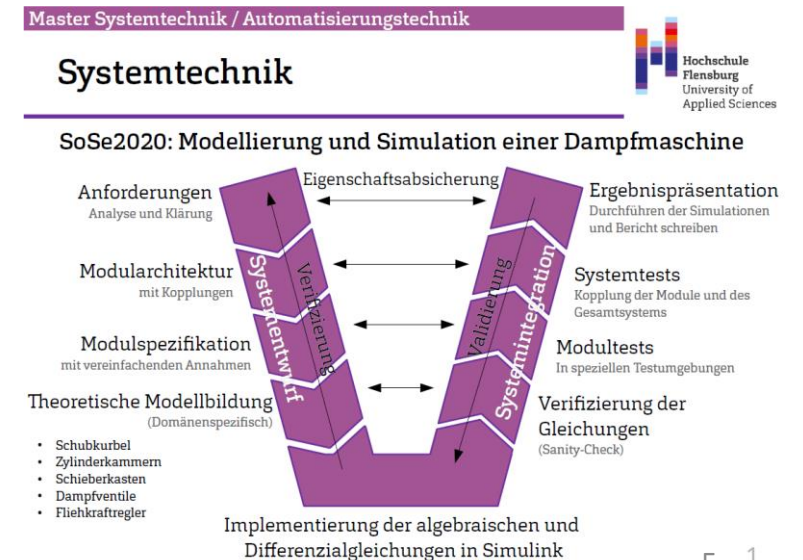 Master Systemtechnik / Automatisierungstechnik
Systemtechnik
Hochschule
Flensburg
University of
Applied Sciences
SoSe2020: Modellierung und Simulation einer Dampfmaschine
Eigenschaftsabsicherung
Anforderungen
Analyse und Klärung
Modularchitektur
mit Kopplungen
Modulspezifikation
mit vereinfachenden Annahmen
Theoretische Modellbildung
(Domänenspezifisch)
• Schubkurbel
• Zylinderkammern
• Schieberkasten
• Dampfventile
• Fliehkraftregler
Systementwurf
Verifizierung
Validierung
Systemintegration
Ergebnispräsentation
Durchführen der Simulationen
und Bericht schreiben
Systemtests
Kopplung der Module und des
Gesamtsystems
Modultests
In speziellen Testumgebungen
Verifizierung der
Gleichungen
(Sanity-Check)
Implementierung der algebraischen und
Differenzialgleichungen in Simulink
1